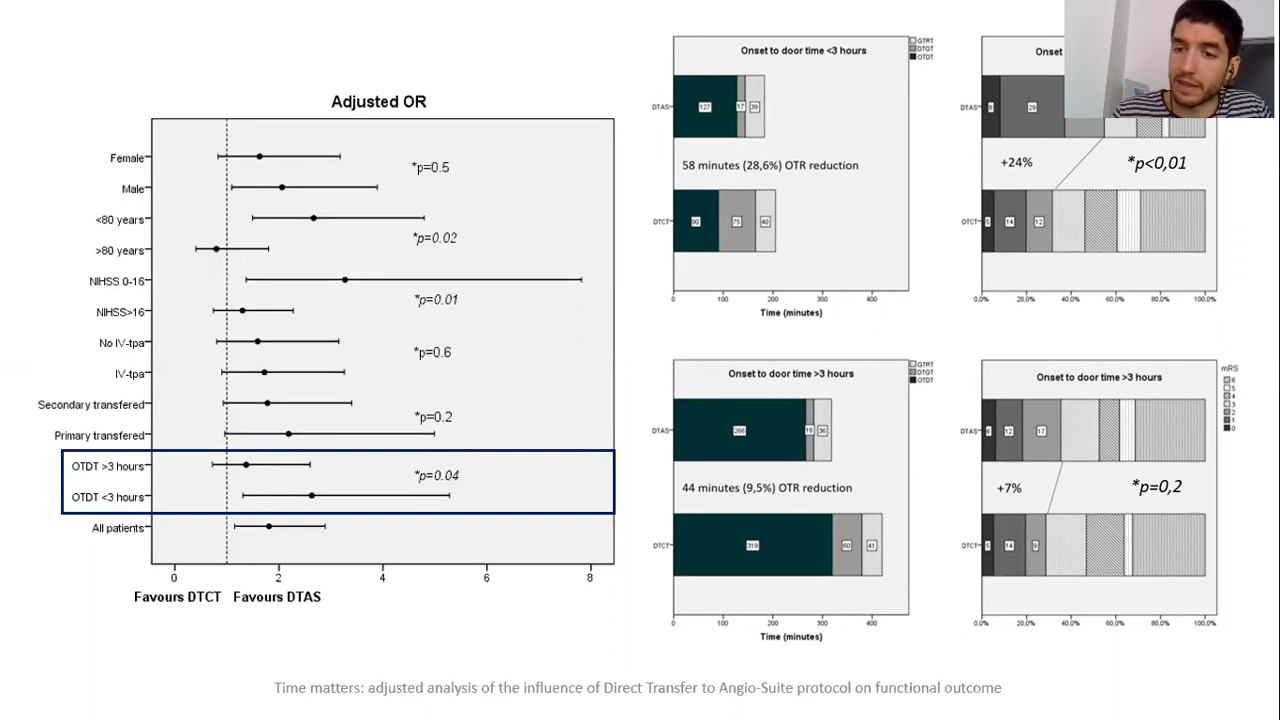 Adjusted OR
Female
*p=0.5
Male
<80 years
*p=0.02
>80 years
NIHSS 0-16
*p=0.01
NIHSS>16
No IV-tpa
*p=0.6
IV-tpa
Secondary transfered
*p=0.2
Primary transfered
OTDT >3 hours
*p=0.04
OTDT <3 hours
All patients
0 2 4 6 8
Favours DTCT Favours DTAS
Onset to door time <3 hours
GTRT
DTGT
OTDT
DTAS
127 17 39
58 minutes (28,6%) OTR reduction
DTCT
90 75 40
0 100 200 300 400
Time (minutes)
Onset
DTAS
8 29
+24%
*p<0,01
DTCT
5 14 12
0,0% 20,0% 40,0% 60,0% 80,0% 100,0%
Onset to door time >3 hours
GTRT
DTGT
OTDT
DTAS
266 16 36
44 minutes (9,5%) OTR reduction
DTCT
319 60 41
0 100 200 300 400
Time (minutes)
Onset to door time >3 hours
mRS
6
5
4
3
2
1
0
DTAS
6 12 17
+7%
*p=0,2
DTCT
5 14 9
0,0% 20,0% 40,0% 60,0% 80,0% 100,0%
Time matters: adjusted analysis of the influence of Direct Transfer to Angio-Suite protocol on functional outcome